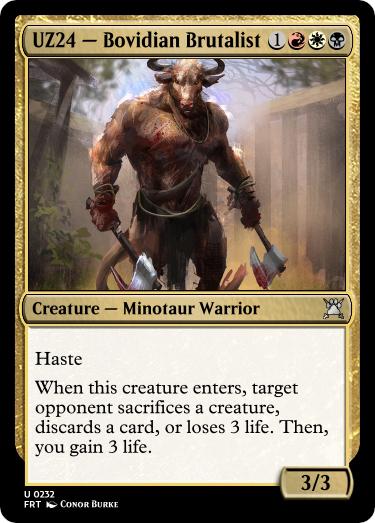 UZ24 — Bovidian Brutalist 1
Creature — Minotaur Warrior
Haste
When this creature enters, target
opponent sacrifices a creature,
discards a card, or loses 3 life. Then,
you gain 3 life.
3/3
U 0232
FRT Conor Burke